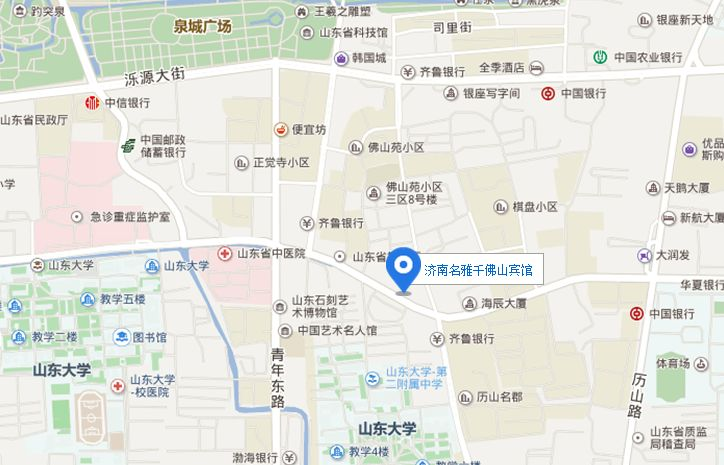 趵突泉
王羲之雕塑
泉城广场
山东省科技馆
司里街
银座新天地
韩国城
齐鲁银行
全季酒店
中国农业银行
泺源大街
中信银行
银座写字间
中国银行
山东省民政厅
便宜坊
中国邮政
储蓄银行
正觉寺小区
佛山苑小区
优品
斯购
佛山苑小区
三区8号楼
天鹅大厦
小学
棋盘小区
急诊重症监护室
齐鲁银行
新航大厦
山东省中医院
山东省
大润发
济南名雅千佛山宾馆
山东大学
山东大学
华夏银行
教学五楼
山东石刻艺
术博物馆
海辰大厦
中国银行
中国艺术名人馆
教学二楼
图书馆
齐鲁银行
青年东路
体育场
山东大学
山东大学
-校医院
山东大学-第
二附属中学
历山名郡
历山路
山东大学
山东省质监
局稽查局
教学4楼
渤海银行